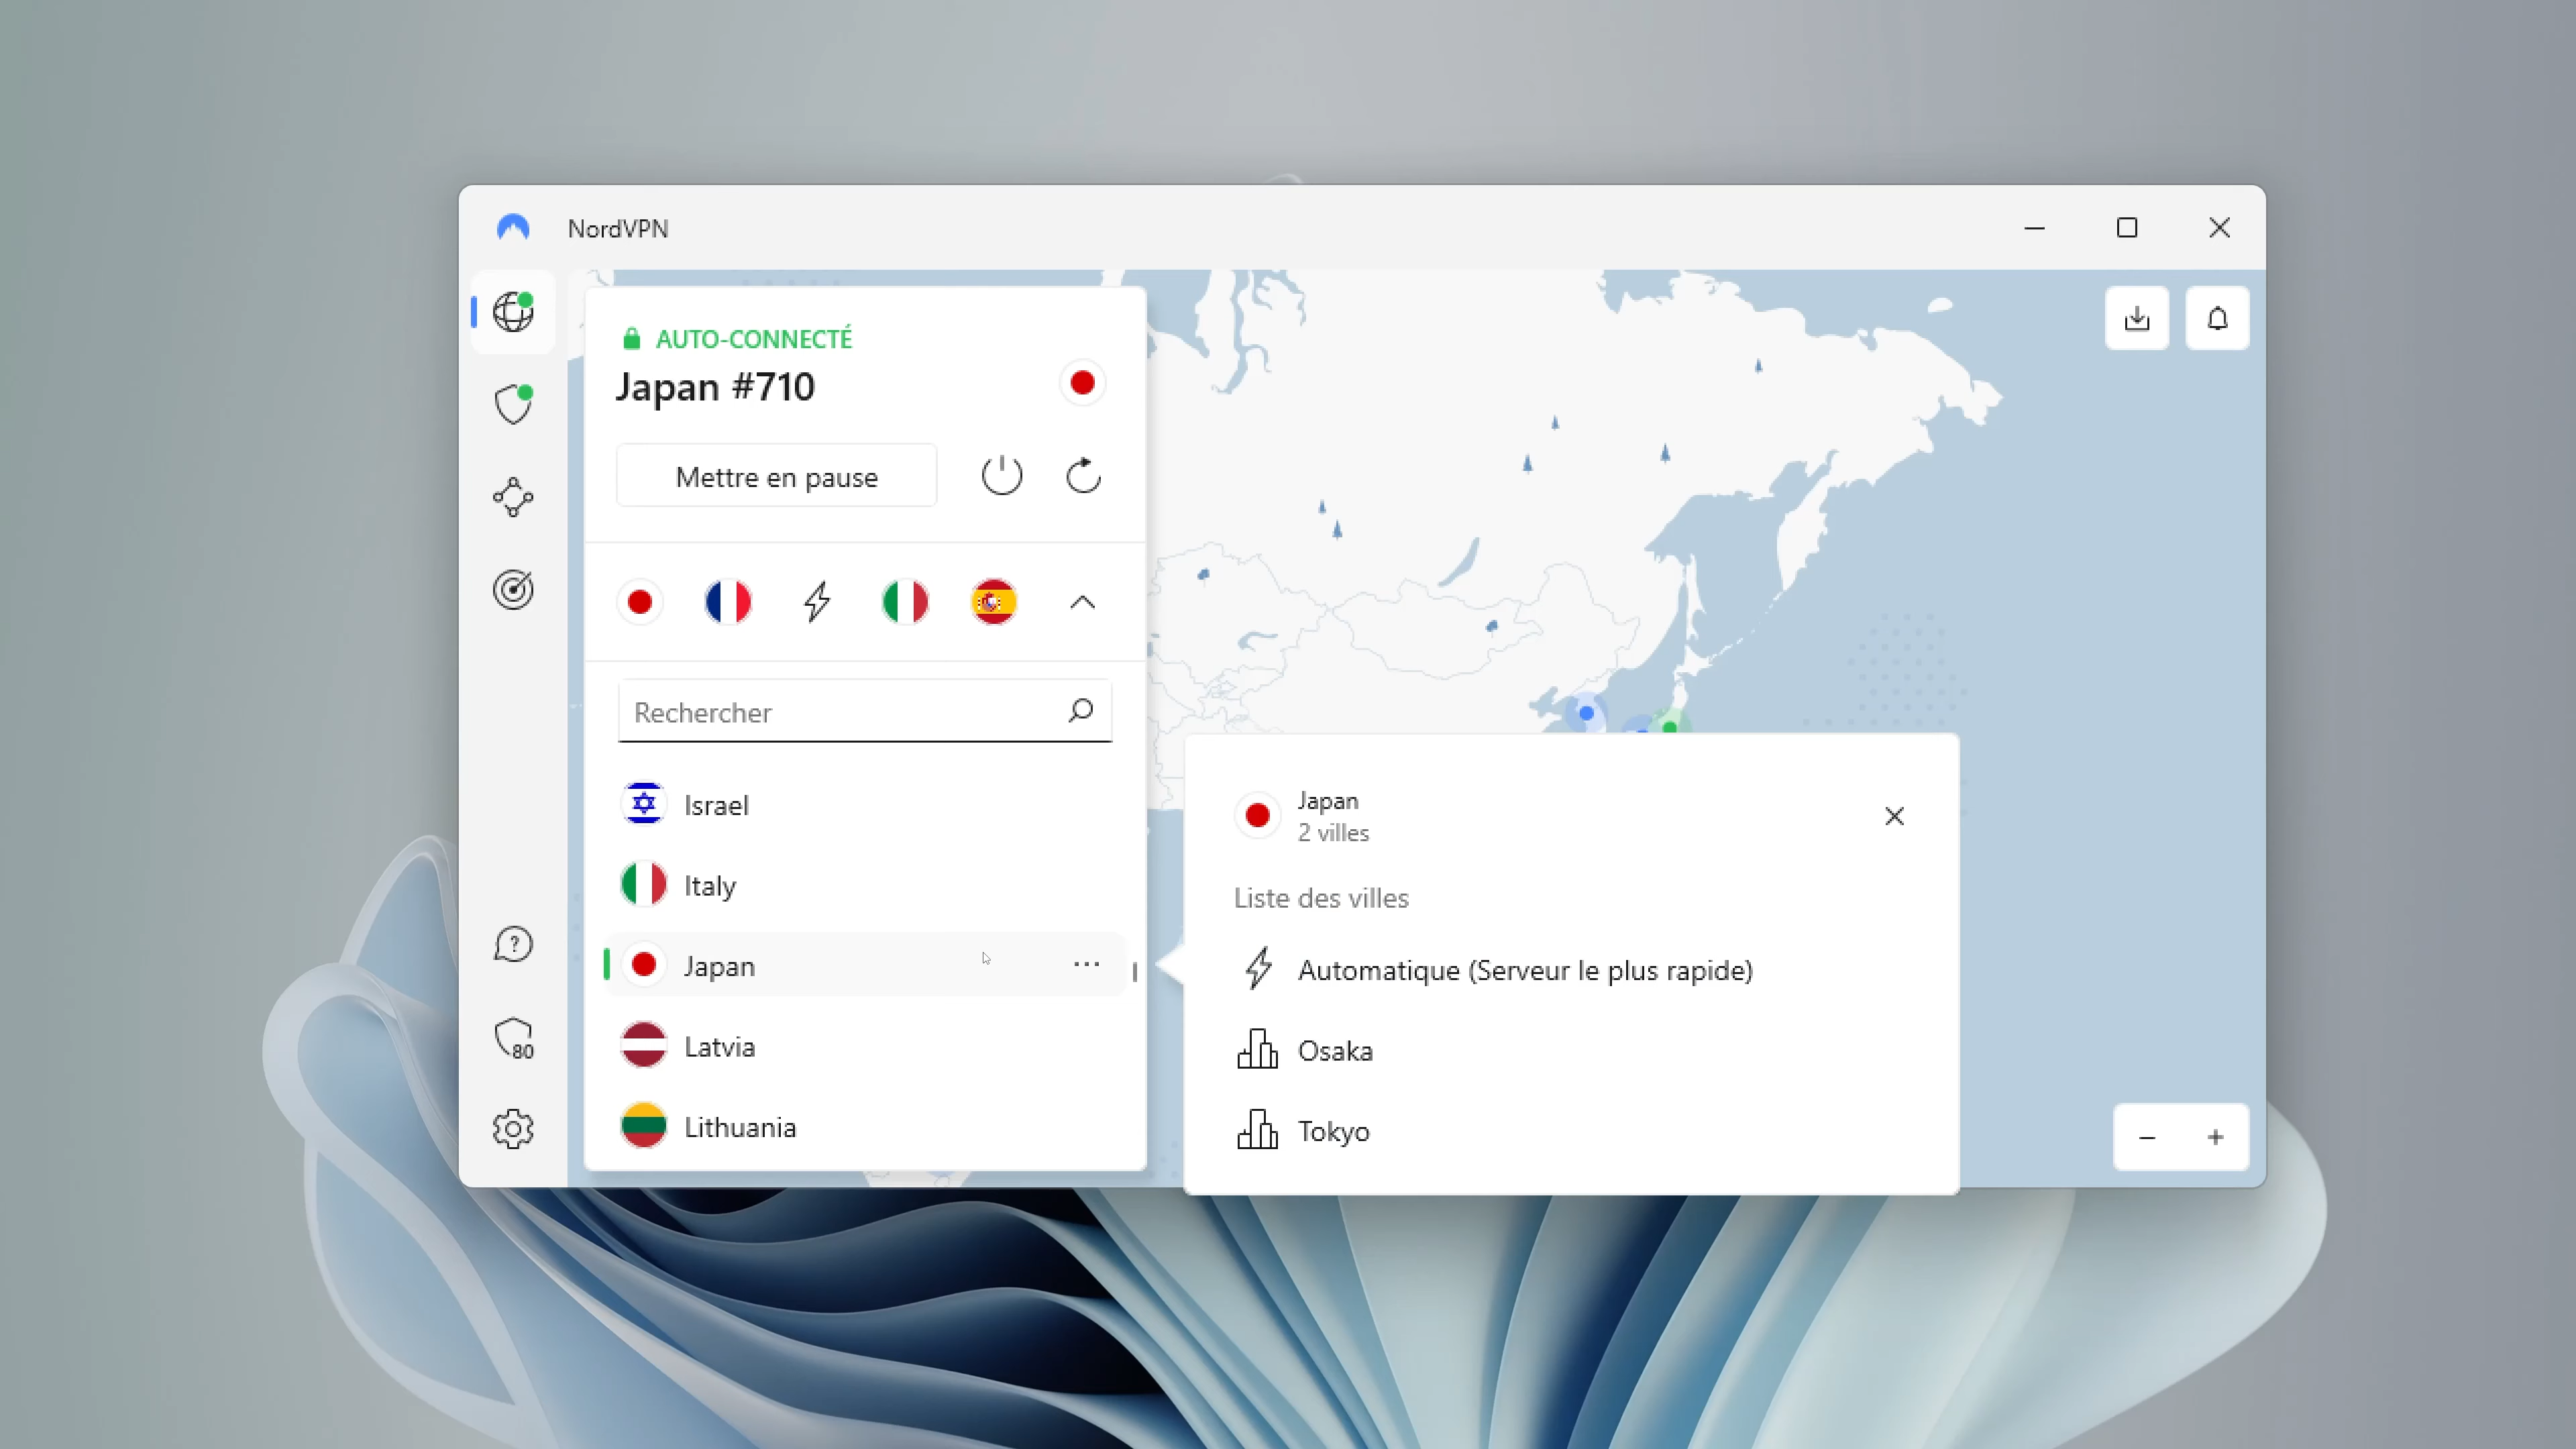 NordVPN
AUTO-CONNECTÉ
Japan #710
Mettre en pause
Rechercher
Israel
Italy
Japan
Latvia
Lithuania
80
Japan
2 villes
Liste des villes
Automatique (Serveur le plus rapide)
Osaka
Tokyo